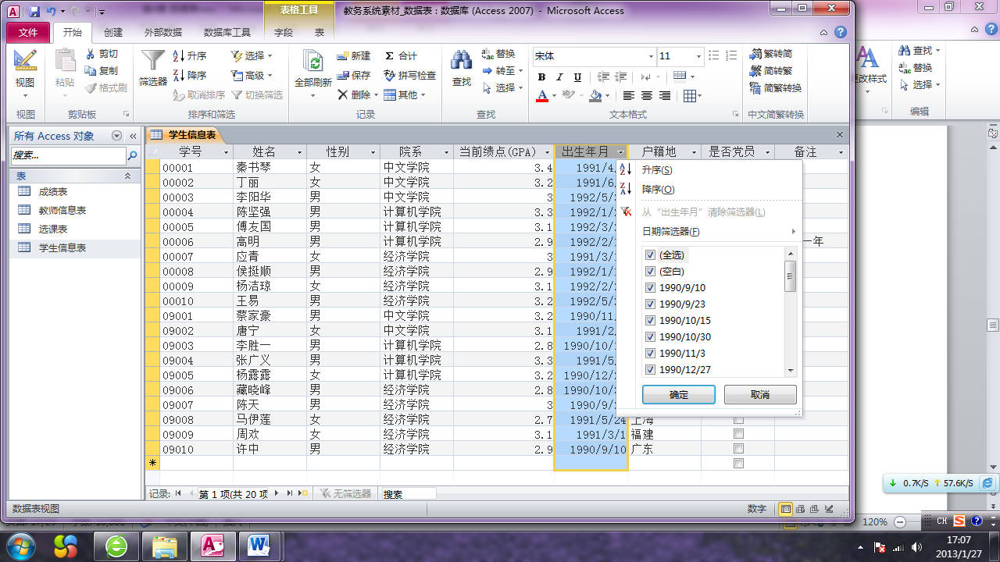 表格工具
教务系统素材_数据表：数据库 (Access 2007) - Microsoft Access
文件 开始 创建 外部数据 数据库工具 字段 表
视图 粘贴 剪切 复制 格式刷
筛选器 升序 降序 取消排序 选择 高级 切换筛选
全部刷新 新建 保存 删除 合计 拼写检查 其他
查找 替换 转至 选择
宋体 11
B I U
繁转简 简转繁 简繁转换
更改样式 查找 替换 选择
视图 剪贴板 排序和筛选 记录 查找 文本格式 中文简繁转换 编辑
所有 Access 对象
搜索...
表
成绩表
教师信息表
选课表
学生信息表
学生信息表
学号 姓名 性别 院系 当前绩点(GPA) 出生年月 户籍地 是否党员 备注
00001 秦书琴 女 中文学院 3.4 1991/4
00002 丁丽 女 中文学院 3.2 1991/6
00003 李阳华 男 中文学院 3 1992/5/
00004 陈坚强 男 计算机学院 3.3 1992/1/
00005 傅友国 男 计算机学院 3.1 1992/3/
00006 高明 男 计算机学院 2.9 1992/2/ 一年
00007 应青 女 经济学院 3 1991/3/
00008 侯挺顺 男 经济学院 2.9 1992/1/
00009 杨洁琼 女 经济学院 3.1 1992/2/
00010 王易 男 经济学院 3.2 1992/5/
09001 蔡家豪 男 中文学院 3.2 1990/11/
09002 唐宁 女 中文学院 3.1 1991/2
09003 李胜一 男 计算机学院 2.8 1990/10/
09004 张广义 男 计算机学院 3.3 1991/5
09005 杨露露 女 计算机学院 3.2 1990/12/
09006 藏晓峰 男 经济学院 2.8 1990/10/
09007 陈天 男 经济学院 3 1990/9/
09008 马伊莲 女 经济学院 2.7 1991/5/24 上海
09009 周欢 女 经济学院 3.1 1991/3/1 福建
09010 许中 男 经济学院 2.9 1990/9/10 广东
升序(S)
降序(O)
从“出生年月”清除筛选器(L)
日期筛选器(F)
(全选)
(空白)
1990/9/10
1990/9/23
1990/10/15
1990/10/30
1990/11/3
1990/12/27
确定 取消
记录: 第 1 项(共 20 项 无筛选器 搜索
数据表视图 数字
0.7K/S 57.6K/S
120%
CH
17:07
2013/1/27